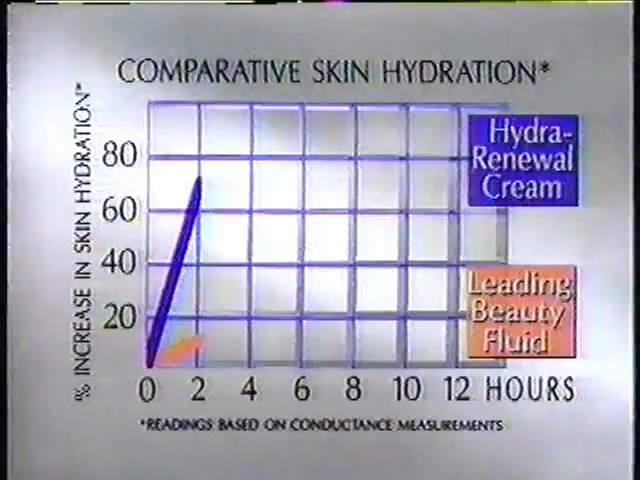 COMPARATIVE SKIN HYDRATION*
% INCREASE IN SKIN HYDRATION*
80
60
40
20
0 2 4 6 8 10 12 HOURS
Hydra-
Renewal
Cream
Leading
Beauty
Fluid
*READINGS BASED ON CONDUCTANCE MEASUREMENTS